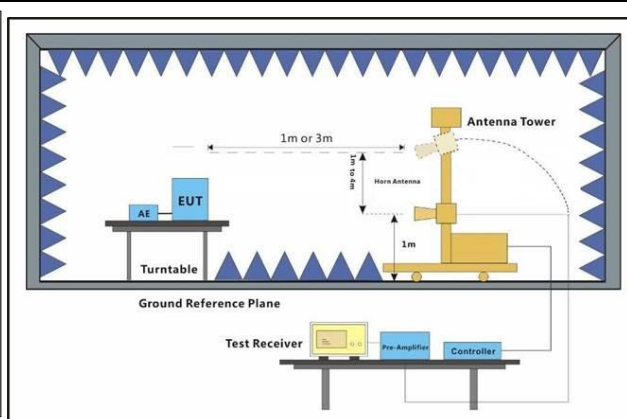 Antenna Tower
1m or 3m
1m to 4m
Horn Antenna
EUT
AE
1m
Turntable
Ground Reference Plane
Test Receiver
Pre-Amplifier
Controller